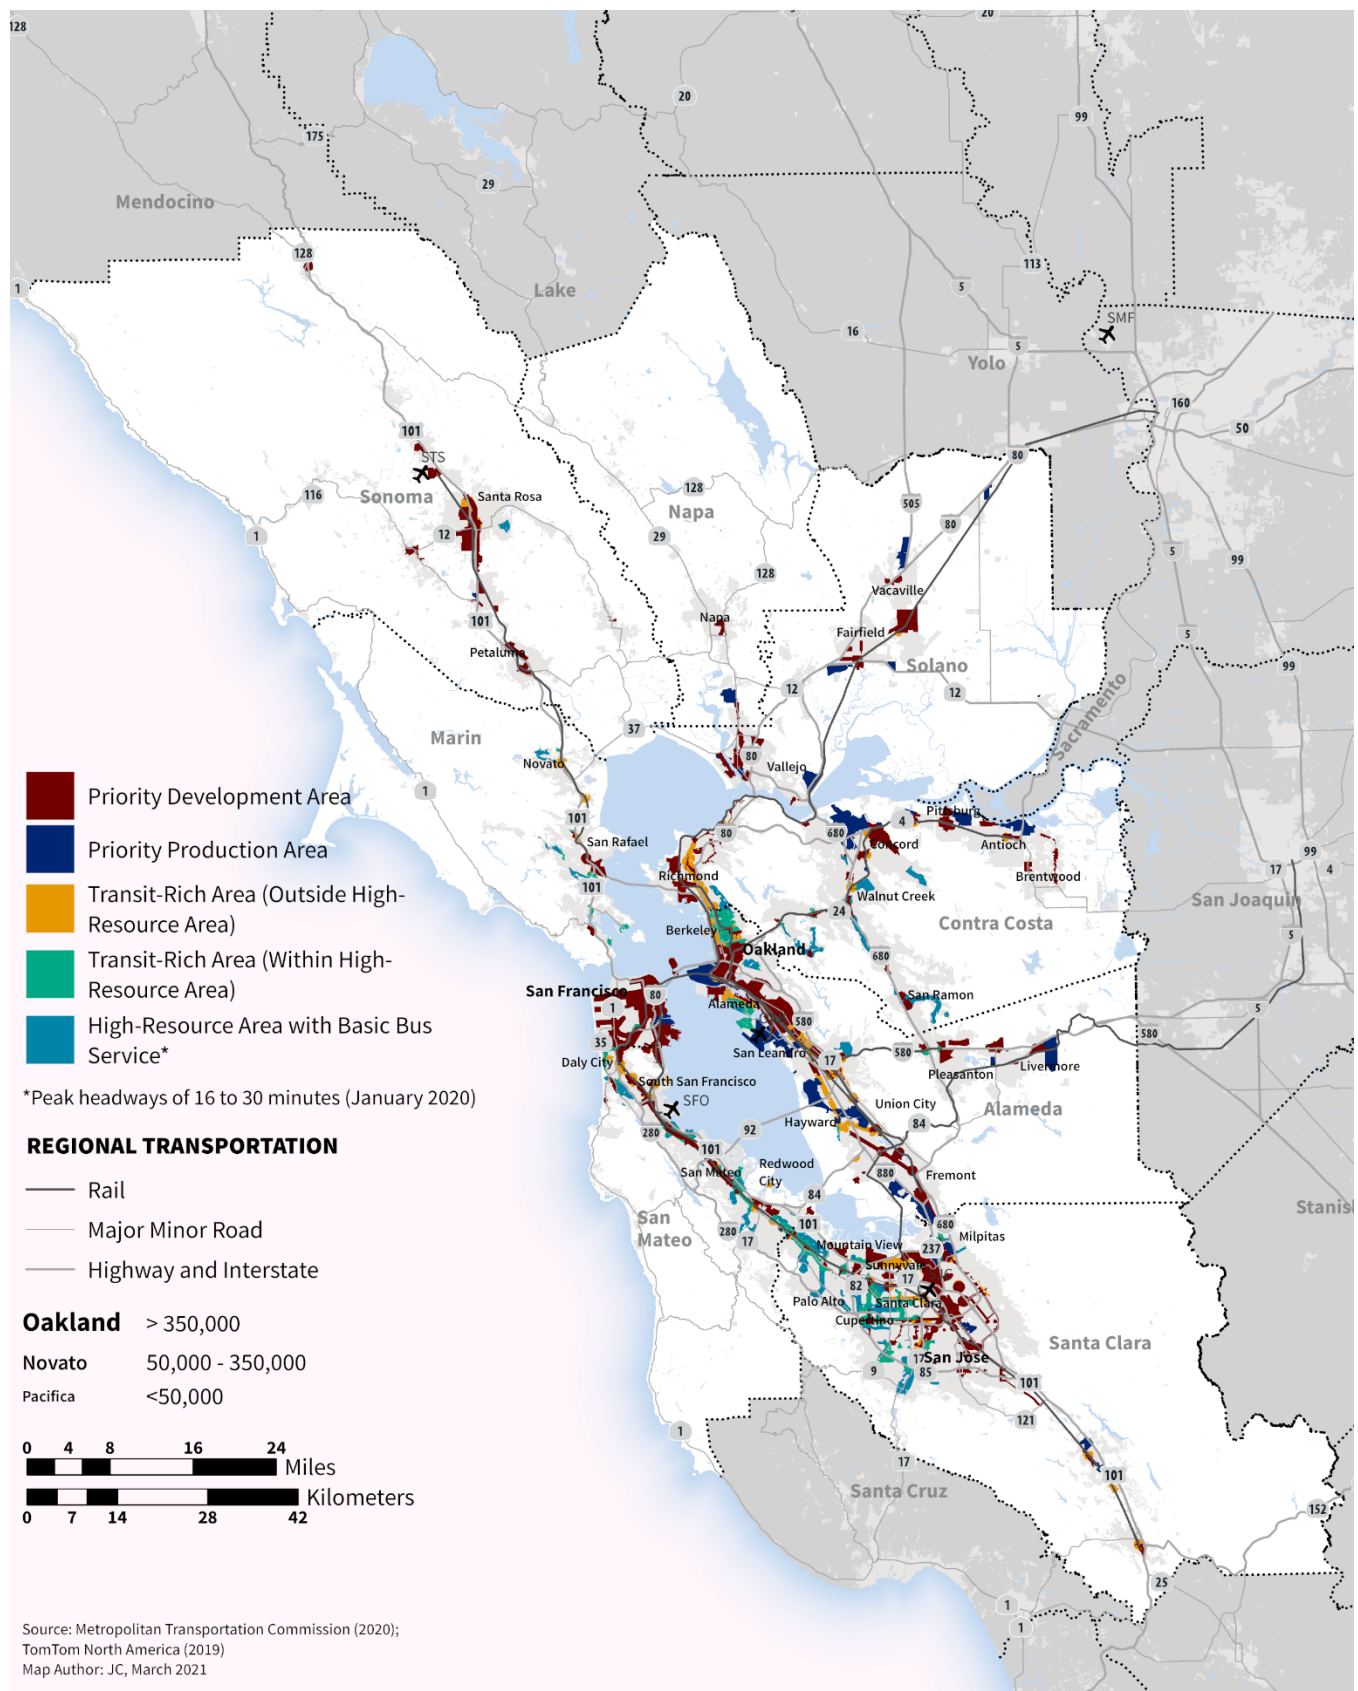 128
20
20
99
175
29
Mendocino
128
113
Lake
1
5
SMF
16
5
Yolo
160
50
101
80
STS
116
Sonoma
Santa Rosa
128
Napa
505
80
12
29
1
5
99
128
Vacaville
101
Napa
Fairfield
5
Petaluma
Solano
99
12
12
Sacramento
37
Marin
80
Vallejo
Novato
1
Priority Development Area
101
Pittsburg
4
680
80
San Rafael
Concord
Antioch
Priority Production Area
99
17
4
Richmond
Brentwood
101
Walnut Creek
San Joaquin
Transit-Rich Area (Outside High-
Resource Area)
24
Contra Costa
Berkeley
5
Oakland
680
Transit-Rich Area (Within High-
Resource Area)
San Francisco
80
San Ramon
Alameda
1
5
580
High-Resource Area with Basic Bus
Service*
580
35
San Leandro
580
Daly City
17
Pleasanton
Livermore
South San Francisco
*Peak headways of 16 to 30 minutes (January 2020)
SFO
Union City
Alameda
Hayward
84
92
280
REGIONAL TRANSPORTATION
101
San Mateo
Redwood
City
880
Fremont
Rail
84
San
Mateo
Stanisl
Major Minor Road
101
680
280
17
Milpitas
Mountain View
237
Sunnyvale
Highway and Interstate
17
82
Palo Alto
Santa Clara
Oakland
> 350,000
Cupertino
Santa Clara
Novato
50,000 - 350,000
17
San Jose
9
85
101
Pacifica
<50,000
121
1
0 4 8 16 24
Miles
17
101
Santa Cruz
Kilometers
0 7 14 28 42
152
25
1
1
Source: Metropolitan Transportation Commission (2020);
TomTom North America (2019)
Map Author: JC, March 2021